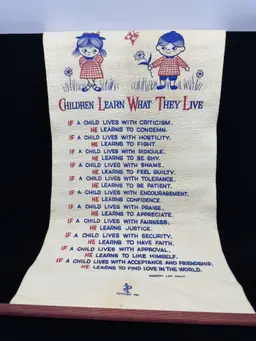 CHILDREN LEARN WHAT THEY LIVE
IF A CHILD LIVES WITH CRITICISM,
HE LEARNS TO CONDEMN.
IF A CHILD LIVES WITH HOSTILITY,
HE LEARNS TO FIGHT.
IF A CHILD LIVES WITH RIDICULE,
HE LEARNS TO BE SHY.
IF A CHILD LIVES WITH SHAME,
HE LEARNS TO FEEL GUILTY.
IF A CHILD LIVES WITH TOLERANCE,
HE LEARNS TO BE PATIENT.
IF A CHILD LIVES WITH ENCOURAGEMENT,
HE LEARNS CONFIDENCE.
IF A CHILD LIVES WITH PRAISE,
HE LEARNS TO APPRECIATE.
IF A CHILD LIVES WITH FAIRNESS,
HE LEARNS JUSTICE.
IF A CHILD LIVES WITH SECURITY,
HE LEARNS TO HAVE FAITH.
IF A CHILD LIVES WITH APPROVAL,
HE LEARNS TO LIKE HIMSELF.
IF A CHILD LIVES WITH ACCEPTANCE AND FRIENDSHIP,
HE LEARNS TO FIND LOVE IN THE WORLD.
DOROTHY LAW